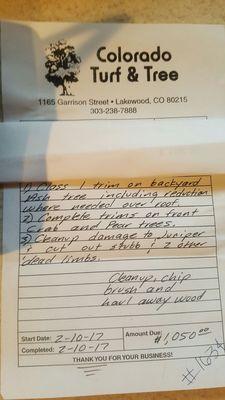 Colorado
Turf & Tree
1165 Garrison Street • Lakewood, CO 80215
303-238-7888
1) Class 1 trim on backyard
Ash tree including reduction
where needed over roof.
2) Complete trims on front
Crab and Pear trees.
3) Cleanup damage to Juniper
& cut out stubb & 2 other
dead limbs.
Cleanup, chip
brush and
haul away wood
Start Date: 2-10-17 Amount Due: $1,050.00
Completed: 2-10-17
THANK YOU FOR YOUR BUSINESS!
#1634